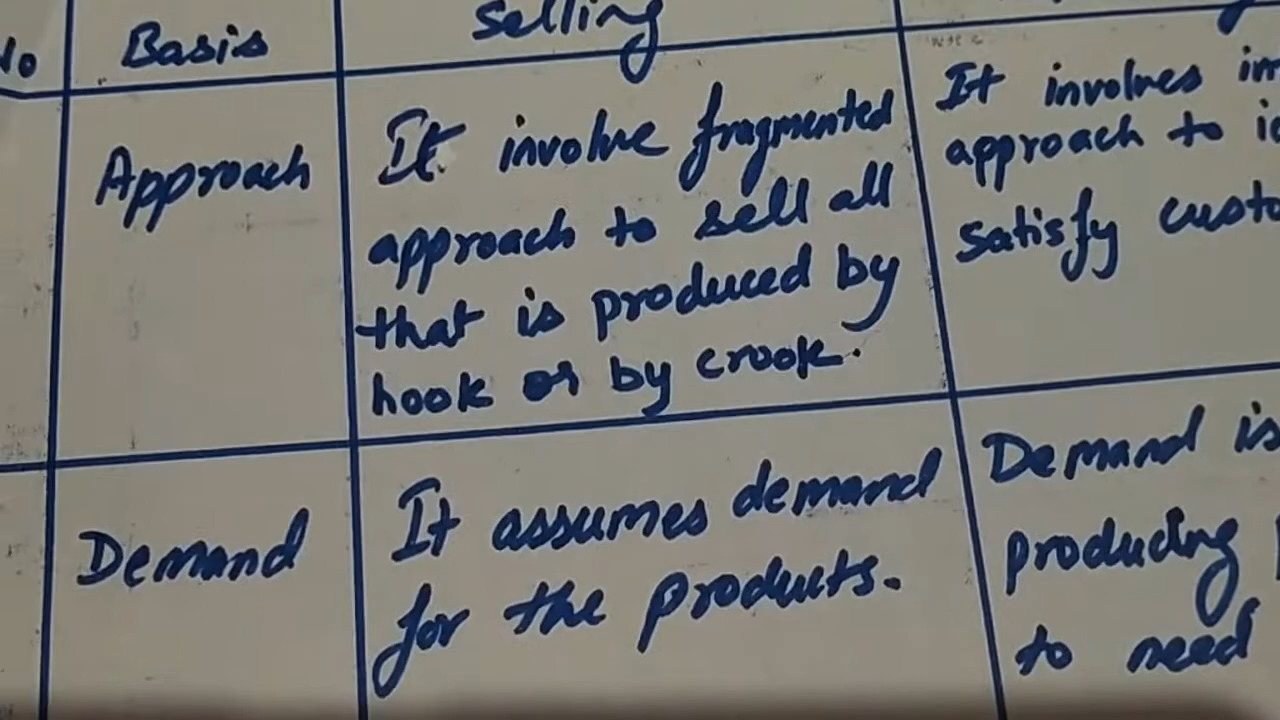 No Basis Selling
Approach
It involve fragmented
approach to sell all
that is produced by
hook or by crook.
It involves
approach to
satisfy
Demand
It assumes demand
for the products.
Demand is
producing
to need